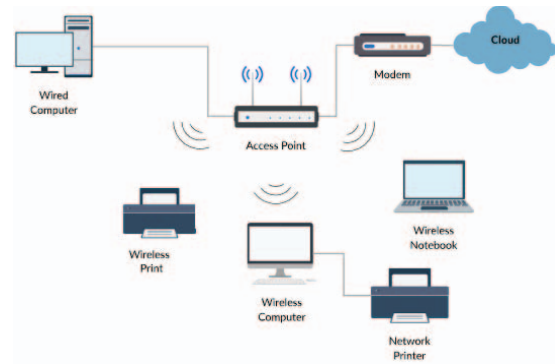 Cloud
Modem
Wired
Computer
Access Point
Wireless
Print
Wireless
Notebook
Wireless
Computer
Network
Printer